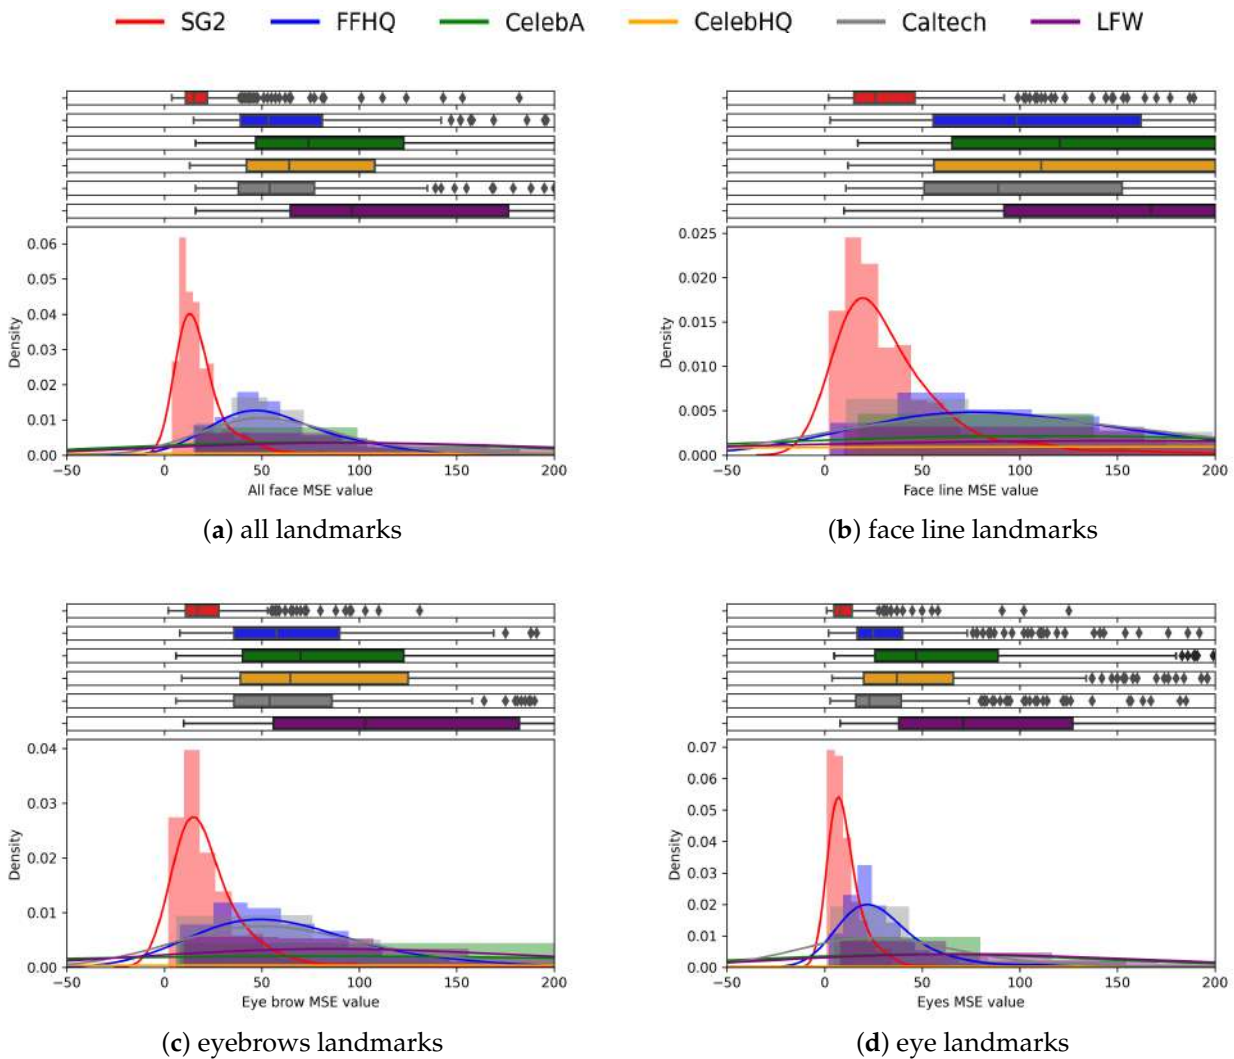 SG2 FFHQ CelebA CelebHQ Caltech LFW
0.06
0.05
0.04
0.03
0.02
0.01
0.00
Density
−50 0 50 100 150 200
All face MSE value
(a) all landmarks
0.025
0.020
0.015
0.010
0.005
0.000
Density
−50 0 50 100 150 200
Face line MSE value
(b) face line landmarks
0.04
0.03
0.02
0.01
0.00
Density
−50 0 50 100 150 200
Eye brow MSE value
(c) eyebrows landmarks
0.07
0.06
0.05
0.04
0.03
0.02
0.01
0.00
Density
−50 0 50 100 150 200
Eyes MSE value
(d) eye landmarks